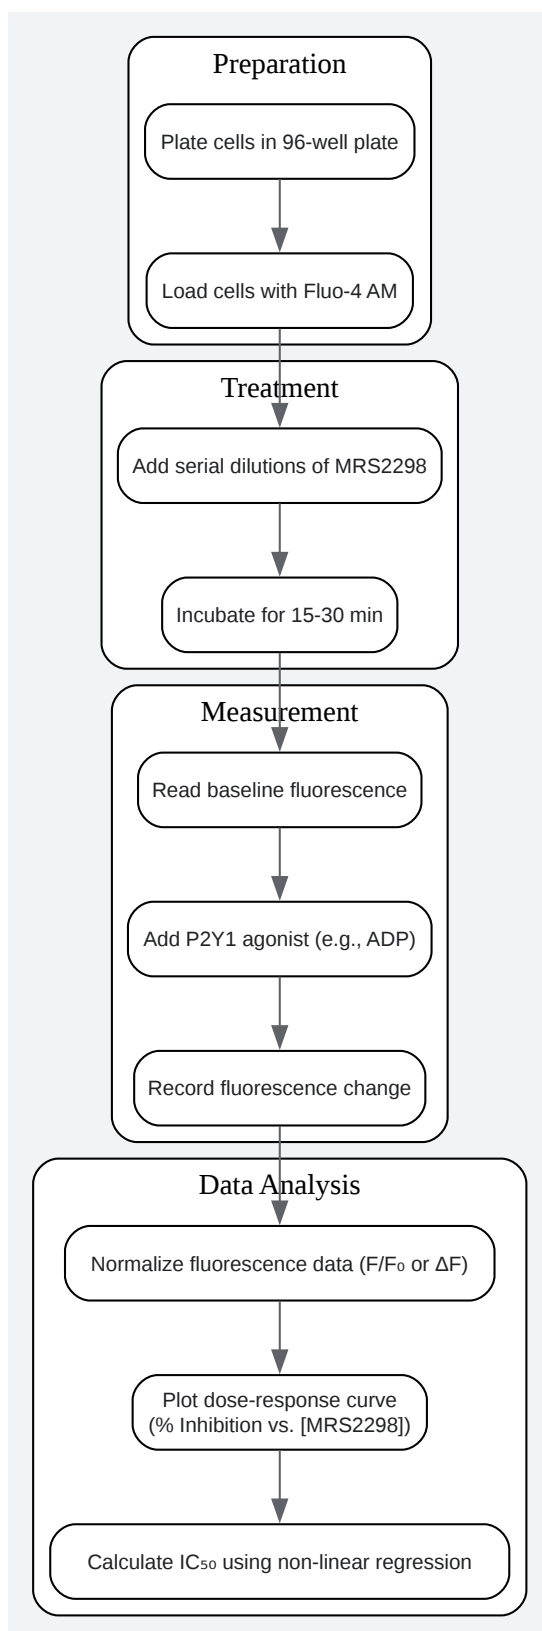 Preparation
Plate cells in 96-well plate
Load cells with Fluo-4 AM
Treatment
Add serial dilutions of MRS2298
Incubate for 15-30 min
Measurement
Read baseline fluorescence
Add P2Y1 agonist (e.g., ADP)
Record fluorescence change
Data Analysis
Normalize fluorescence data (F/F₀ or ΔF)
Plot dose-response curve
(% Inhibition vs. [MRS2298])
Calculate IC₅₀ using non-linear regression